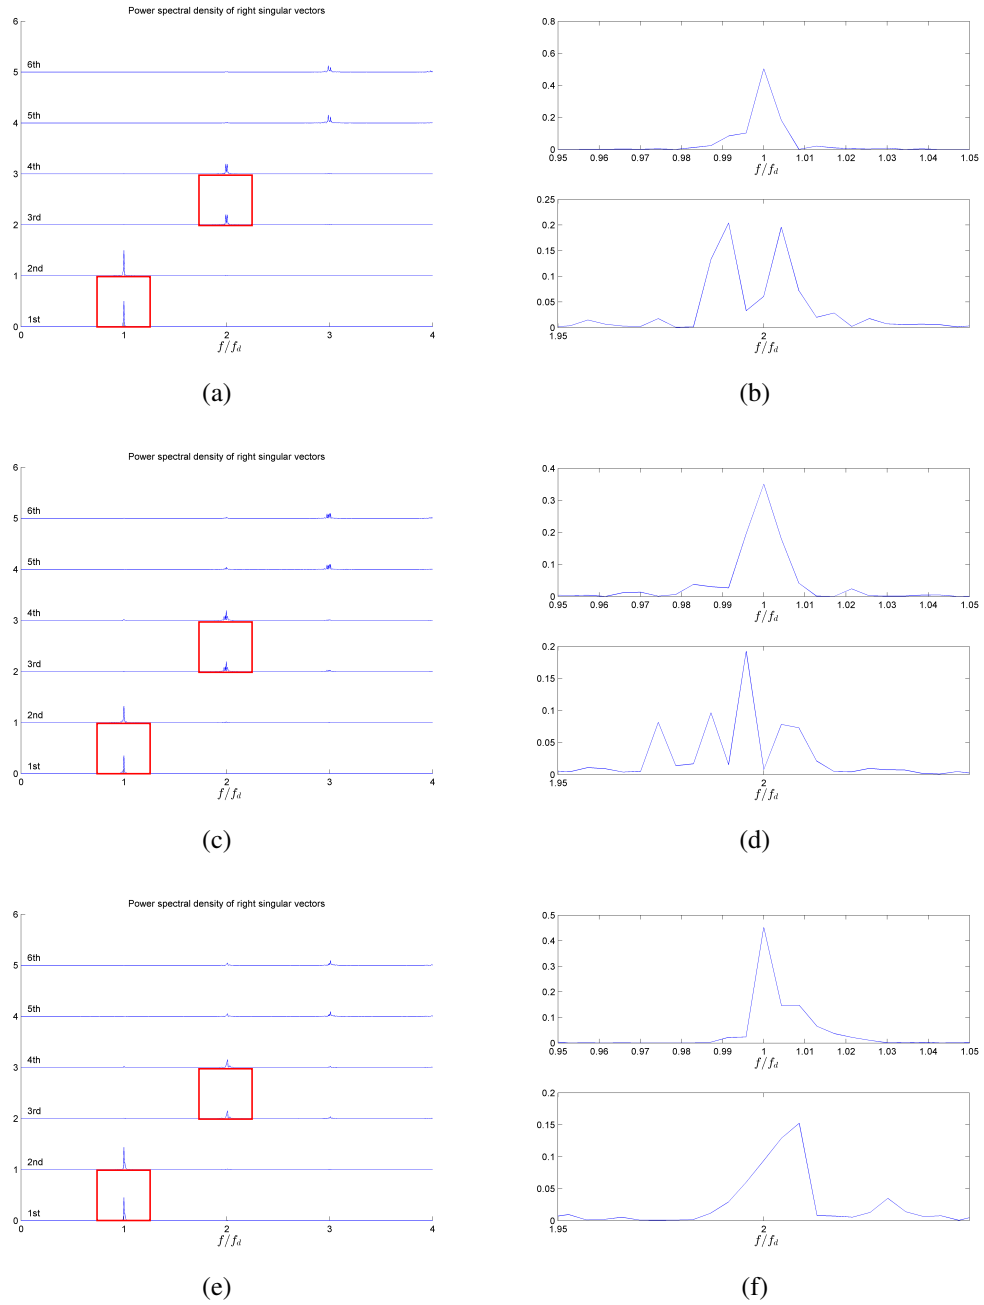 Power spectral density of right singular vectors
6
5
4
3
2
1
0
6th
5th
4th
3rd
2nd
1st
0 1 2 3 4
f/f_d
(a)
0.8
0.6
0.4
0.2
0
0.95 0.96 0.97 0.98 0.99 1 1.01 1.02 1.03 1.04 1.05
f/f_d
0.25
0.2
0.15
0.1
0.05
0
1.95 2
f/f_d
(b)
Power spectral density of right singular vectors
6
5
4
3
2
1
0
6th
5th
4th
3rd
2nd
1st
0 1 2 3 4
f/f_d
(c)
0.4
0.3
0.2
0.1
0
0.95 0.96 0.97 0.98 0.99 1 1.01 1.02 1.03 1.04 1.05
f/f_d
0.2
0.15
0.1
0.05
0
1.95 2
f/f_d
(d)
Power spectral density of right singular vectors
6
5
4
3
2
1
0
6th
5th
4th
3rd
2nd
1st
0 1 2 3 4
f/f_d
(e)
0.5
0.4
0.3
0.2
0.1
0
0.95 0.96 0.97 0.98 0.99 1 1.01 1.02 1.03 1.04 1.05
f/f_d
0.2
0.15
0.1
0.05
0
1.95 2
f/f_d
(f)